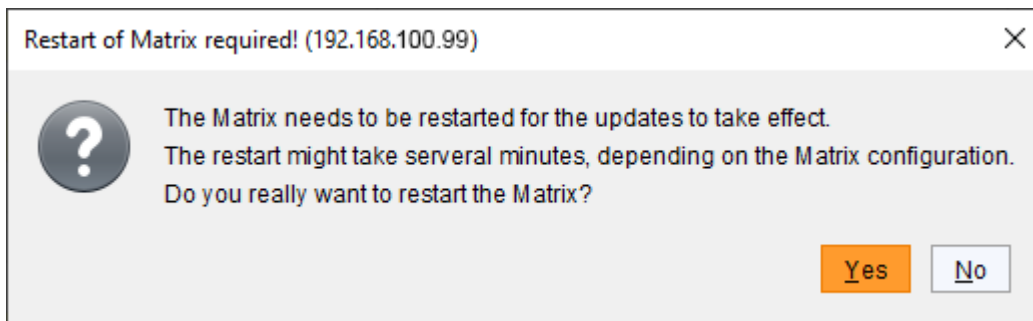 Restart of Matrix required! (192.168.100.99)
?
The Matrix needs to be restarted for the updates to take effect.
The restart might take serveral minutes, depending on the Matrix configuration.
Do you really want to restart the Matrix?
Yes No